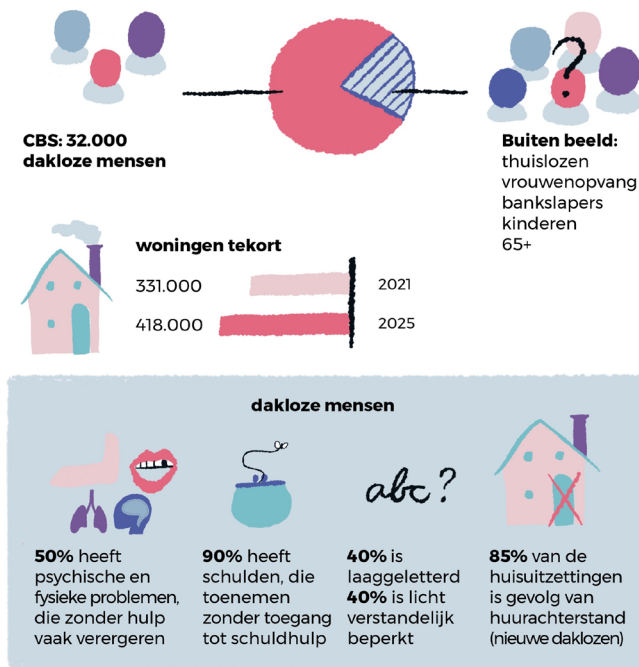 CBS: 32.000
dakloze mensen
?
Buiten beeld:
thuislozen
vrouwenopvang
bankslapers
kinderen
65+
woningen tekort
331.000
2021
418.000
2025
dakloze mensen
abc?
50% heeft
psychische en
fysieke problemen,
die zonder hulp
vaak verergeren
90% heeft
schulden, die
toenemen
zonder toegang
tot schuldhulp
40% is
laaggeletterd
40% is licht
verstandelijk
beperkt
85% van de
huisuitzettingen
is gevolg van
huurachterstand
(nieuwe daklozen)